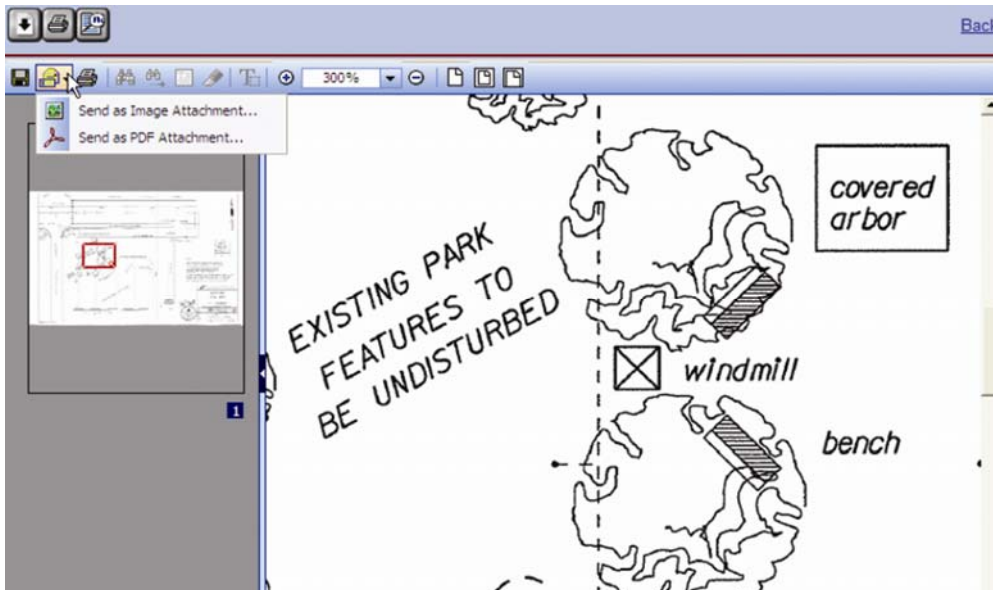 Back
300%
Send as Image Attachment...
Send as PDF Attachment...
1
EXISTING PARK
FEATURES TO
BE UNDISTURBED
covered
arbor
windmill
bench